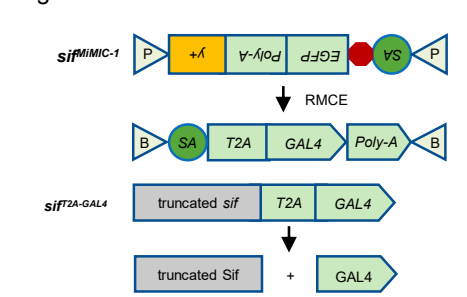 sif^MiMIC-1 P y+ Poly-A EGFP SA P
RMCE
B SA T2A GAL4 Poly-A B
sif^T2A-GAL4 truncated sif T2A GAL4
truncated Sif + GAL4